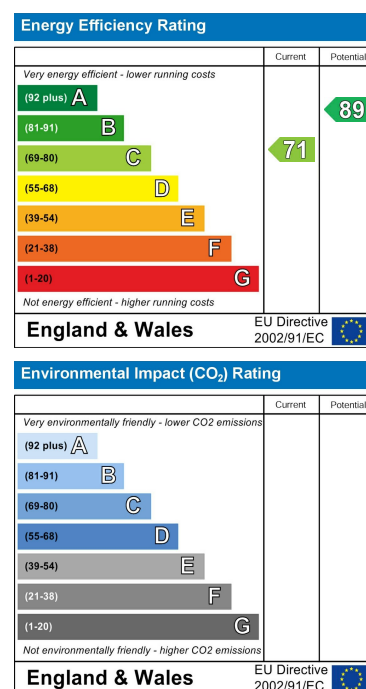 Energy Efficiency Rating
Current Potential
Very energy efficient - lower running costs
(92 plus) A
(81-91) B
(69-80) C
(55-68) D
(39-54) E
(21-38) F
(1-20) G
71
89
Not energy efficient - higher running costs
England & Wales
EU Directive
2002/91/EC
Environmental Impact (CO₂) Rating
Current Potential
Very environmentally friendly - lower CO2 emissions
(92 plus) A
(81-91) B
(69-80) C
(55-68) D
(39-54) E
(21-38) F
(1-20) G
Not environmentally friendly - higher CO2 emissions
England & Wales
EU Directive
2002/91/EC